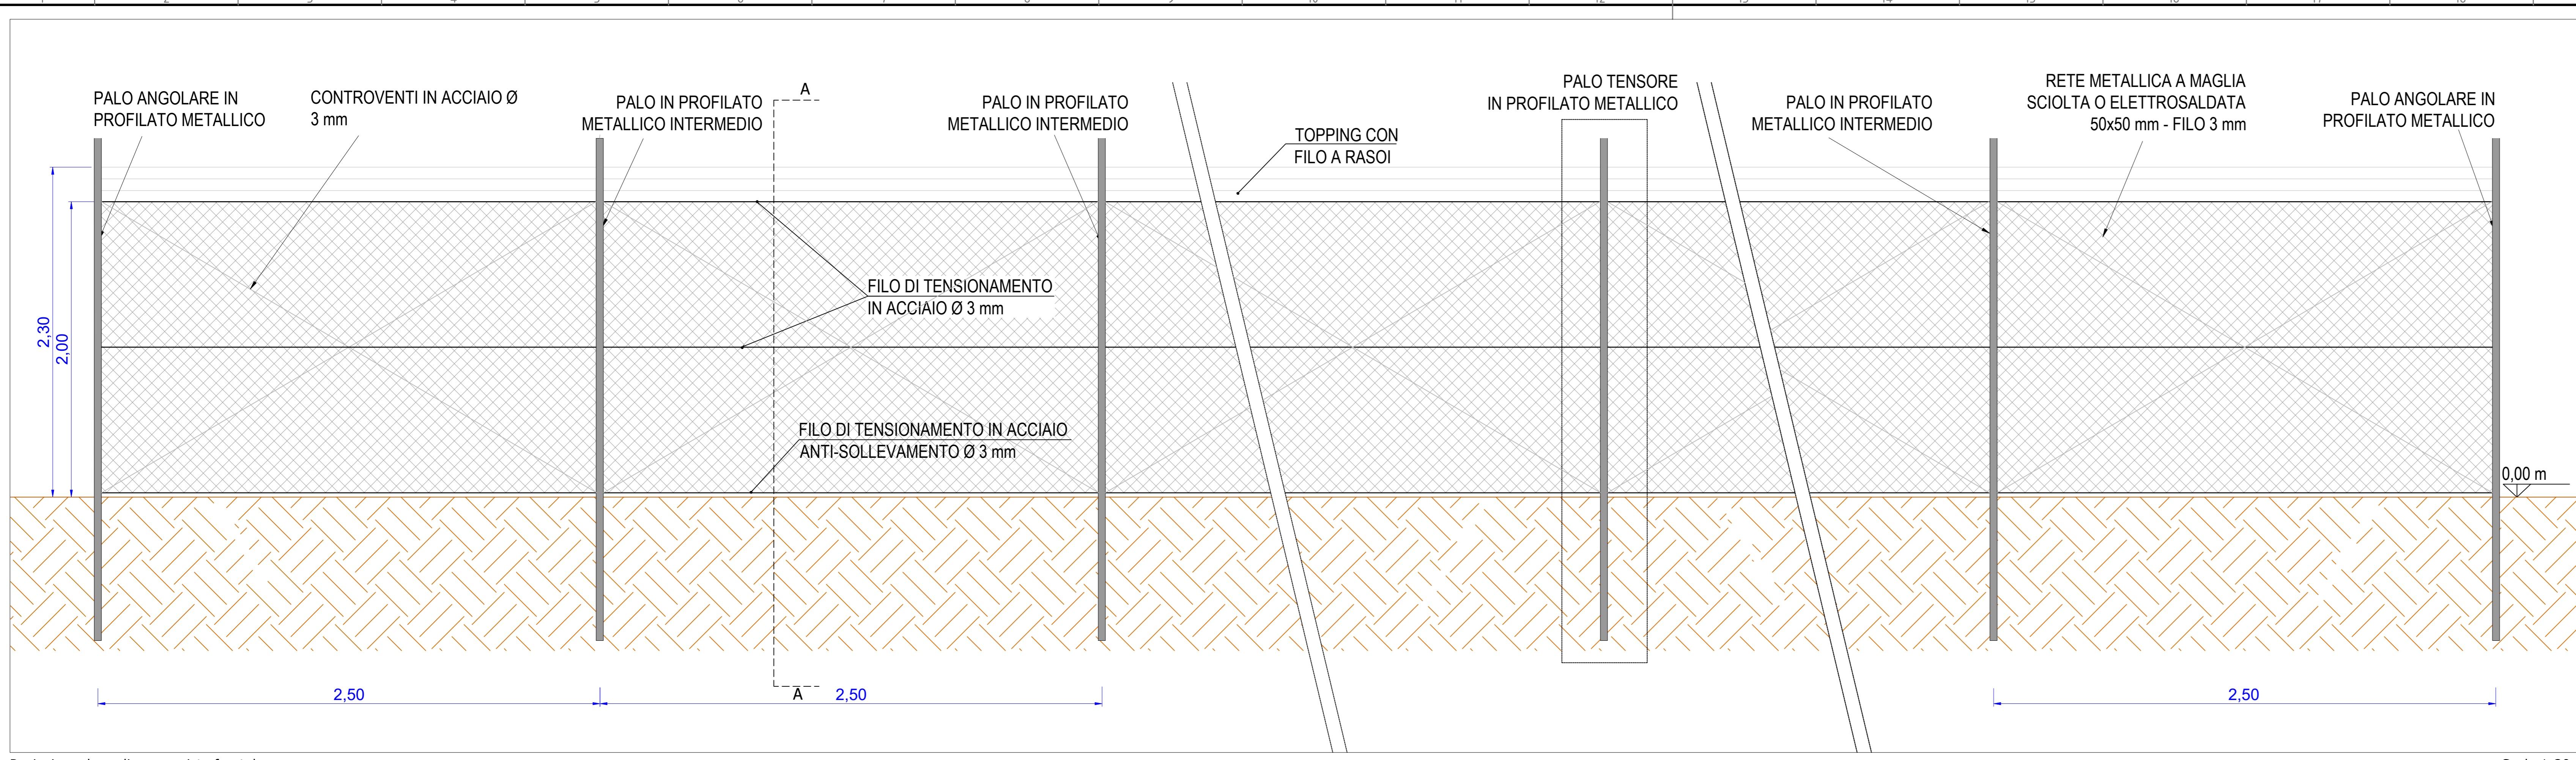 PALO ANGOLARE IN
PROFILATO METALLICO
CONTROVENTI IN ACCIAIO Ø
3 mm
PALO IN PROFILATO
METALLICO INTERMEDIO
A
PALO IN PROFILATO
METALLICO INTERMEDIO
TOPPING CON
FILO A RASOI
PALO TENSORE
IN PROFILATO METALLICO
PALO IN PROFILATO
METALLICO INTERMEDIO
RETE METALLICA A MAGLIA
SCIOLTA O ELETTROSALDATA
50x50 mm - FILO 3 mm
PALO ANGOLARE IN
PROFILATO METALLICO
2,30
2,00
FILO DI TENSIONAMENTO
IN ACCIAIO Ø 3 mm
FILO DI TENSIONAMENTO IN ACCIAIO
ANTI-SOLLEVAMENTO Ø 3 mm
0,00 m
2,50
A
2,50
2,50